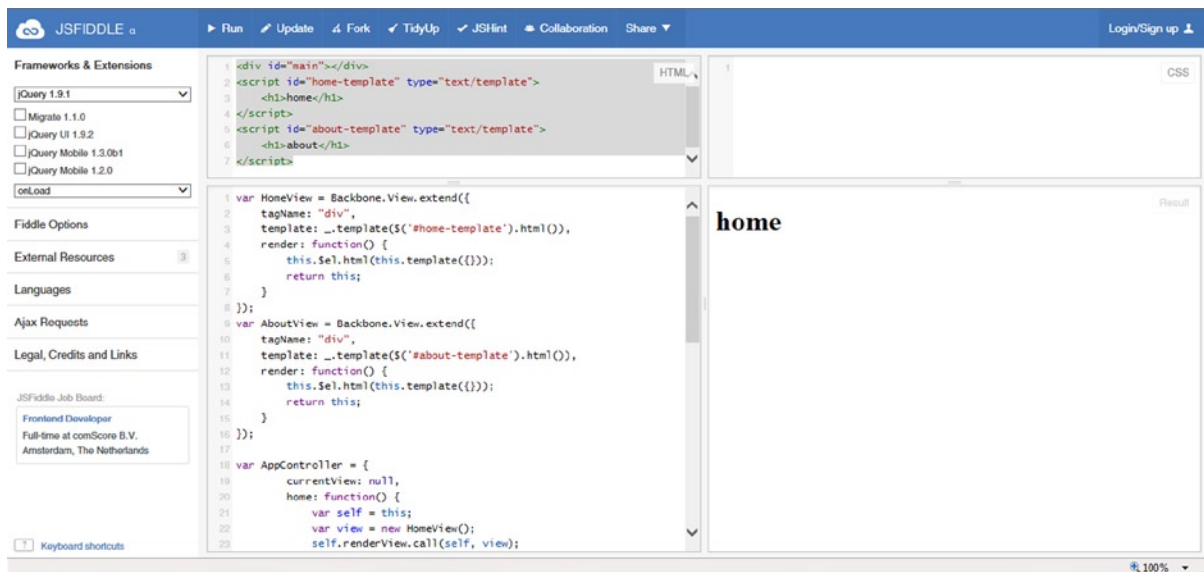 JSFIDDLE α
Run Update Fork TidyUp JSHint Collaboration Share ▼ Login/Sign up
Frameworks & Extensions
jQuery 1.9.1
Migrate 1.1.0
jQuery UI 1.9.2
jQuery Mobile 1.3.0b1
jQuery Mobile 1.2.0
onLoad
Fiddle Options
External Resources 3
Languages
Ajax Requests
Legal, Credits and Links
JSFiddle Job Board:
Frontend Developer
Full-time at comScore B.V.
Amsterdam, The Netherlands
? Keyboard shortcuts
HTML
1 <div id="main"></div>
2 <script id="home-template" type="text/template">
3     <h1>home</h1>
4 </script>
5 <script id="about-template" type="text/template">
6     <h1>about</h1>
7 </script>
1 var HomeView = Backbone.View.extend({
2     tagName: "div",
3     template: _.template($('#home-template').html()),
4     render: function() {
5         this.$el.html(this.template({}));
6         return this;
7     }
8 });
9 var AboutView = Backbone.View.extend({
10     tagName: "div",
11     template: _.template($('#about-template').html()),
12     render: function() {
13         this.$el.html(this.template({}));
14         return this;
15     }
16 });
17
18 var AppController = {
19         currentView: null,
20         home: function() {
21             var self = this;
22             var view = new HomeView();
23             self.renderView.call(self, view);
1
CSS
Result
home
100%